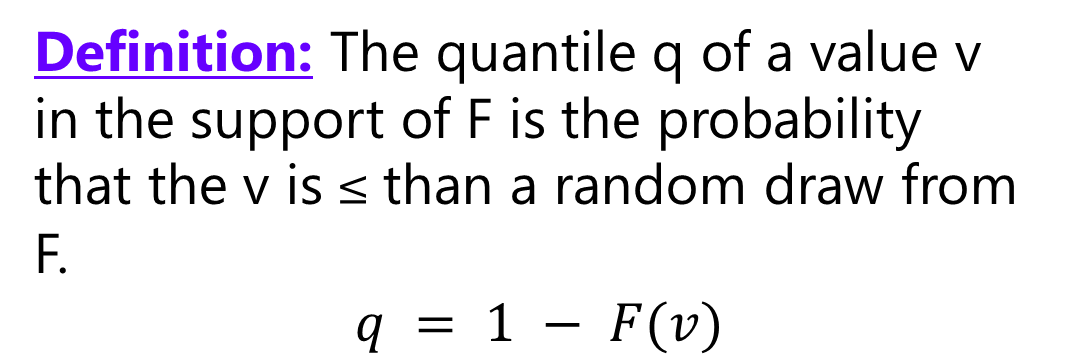 Definition: The quantile q of a value v
in the support of F is the probability
that the v is ≤ than a random draw from
F.
q = 1 − F(v)